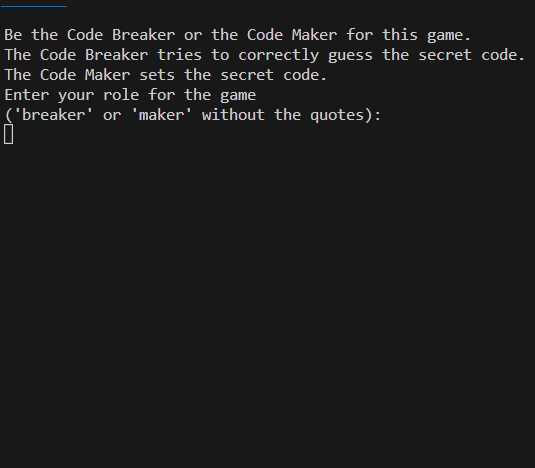 Be the Code Breaker or the Code Maker for this game.
The Code Breaker tries to correctly guess the secret code.
The Code Maker sets the secret code.
Enter your role for the game
('breaker' or 'maker' without the quotes):